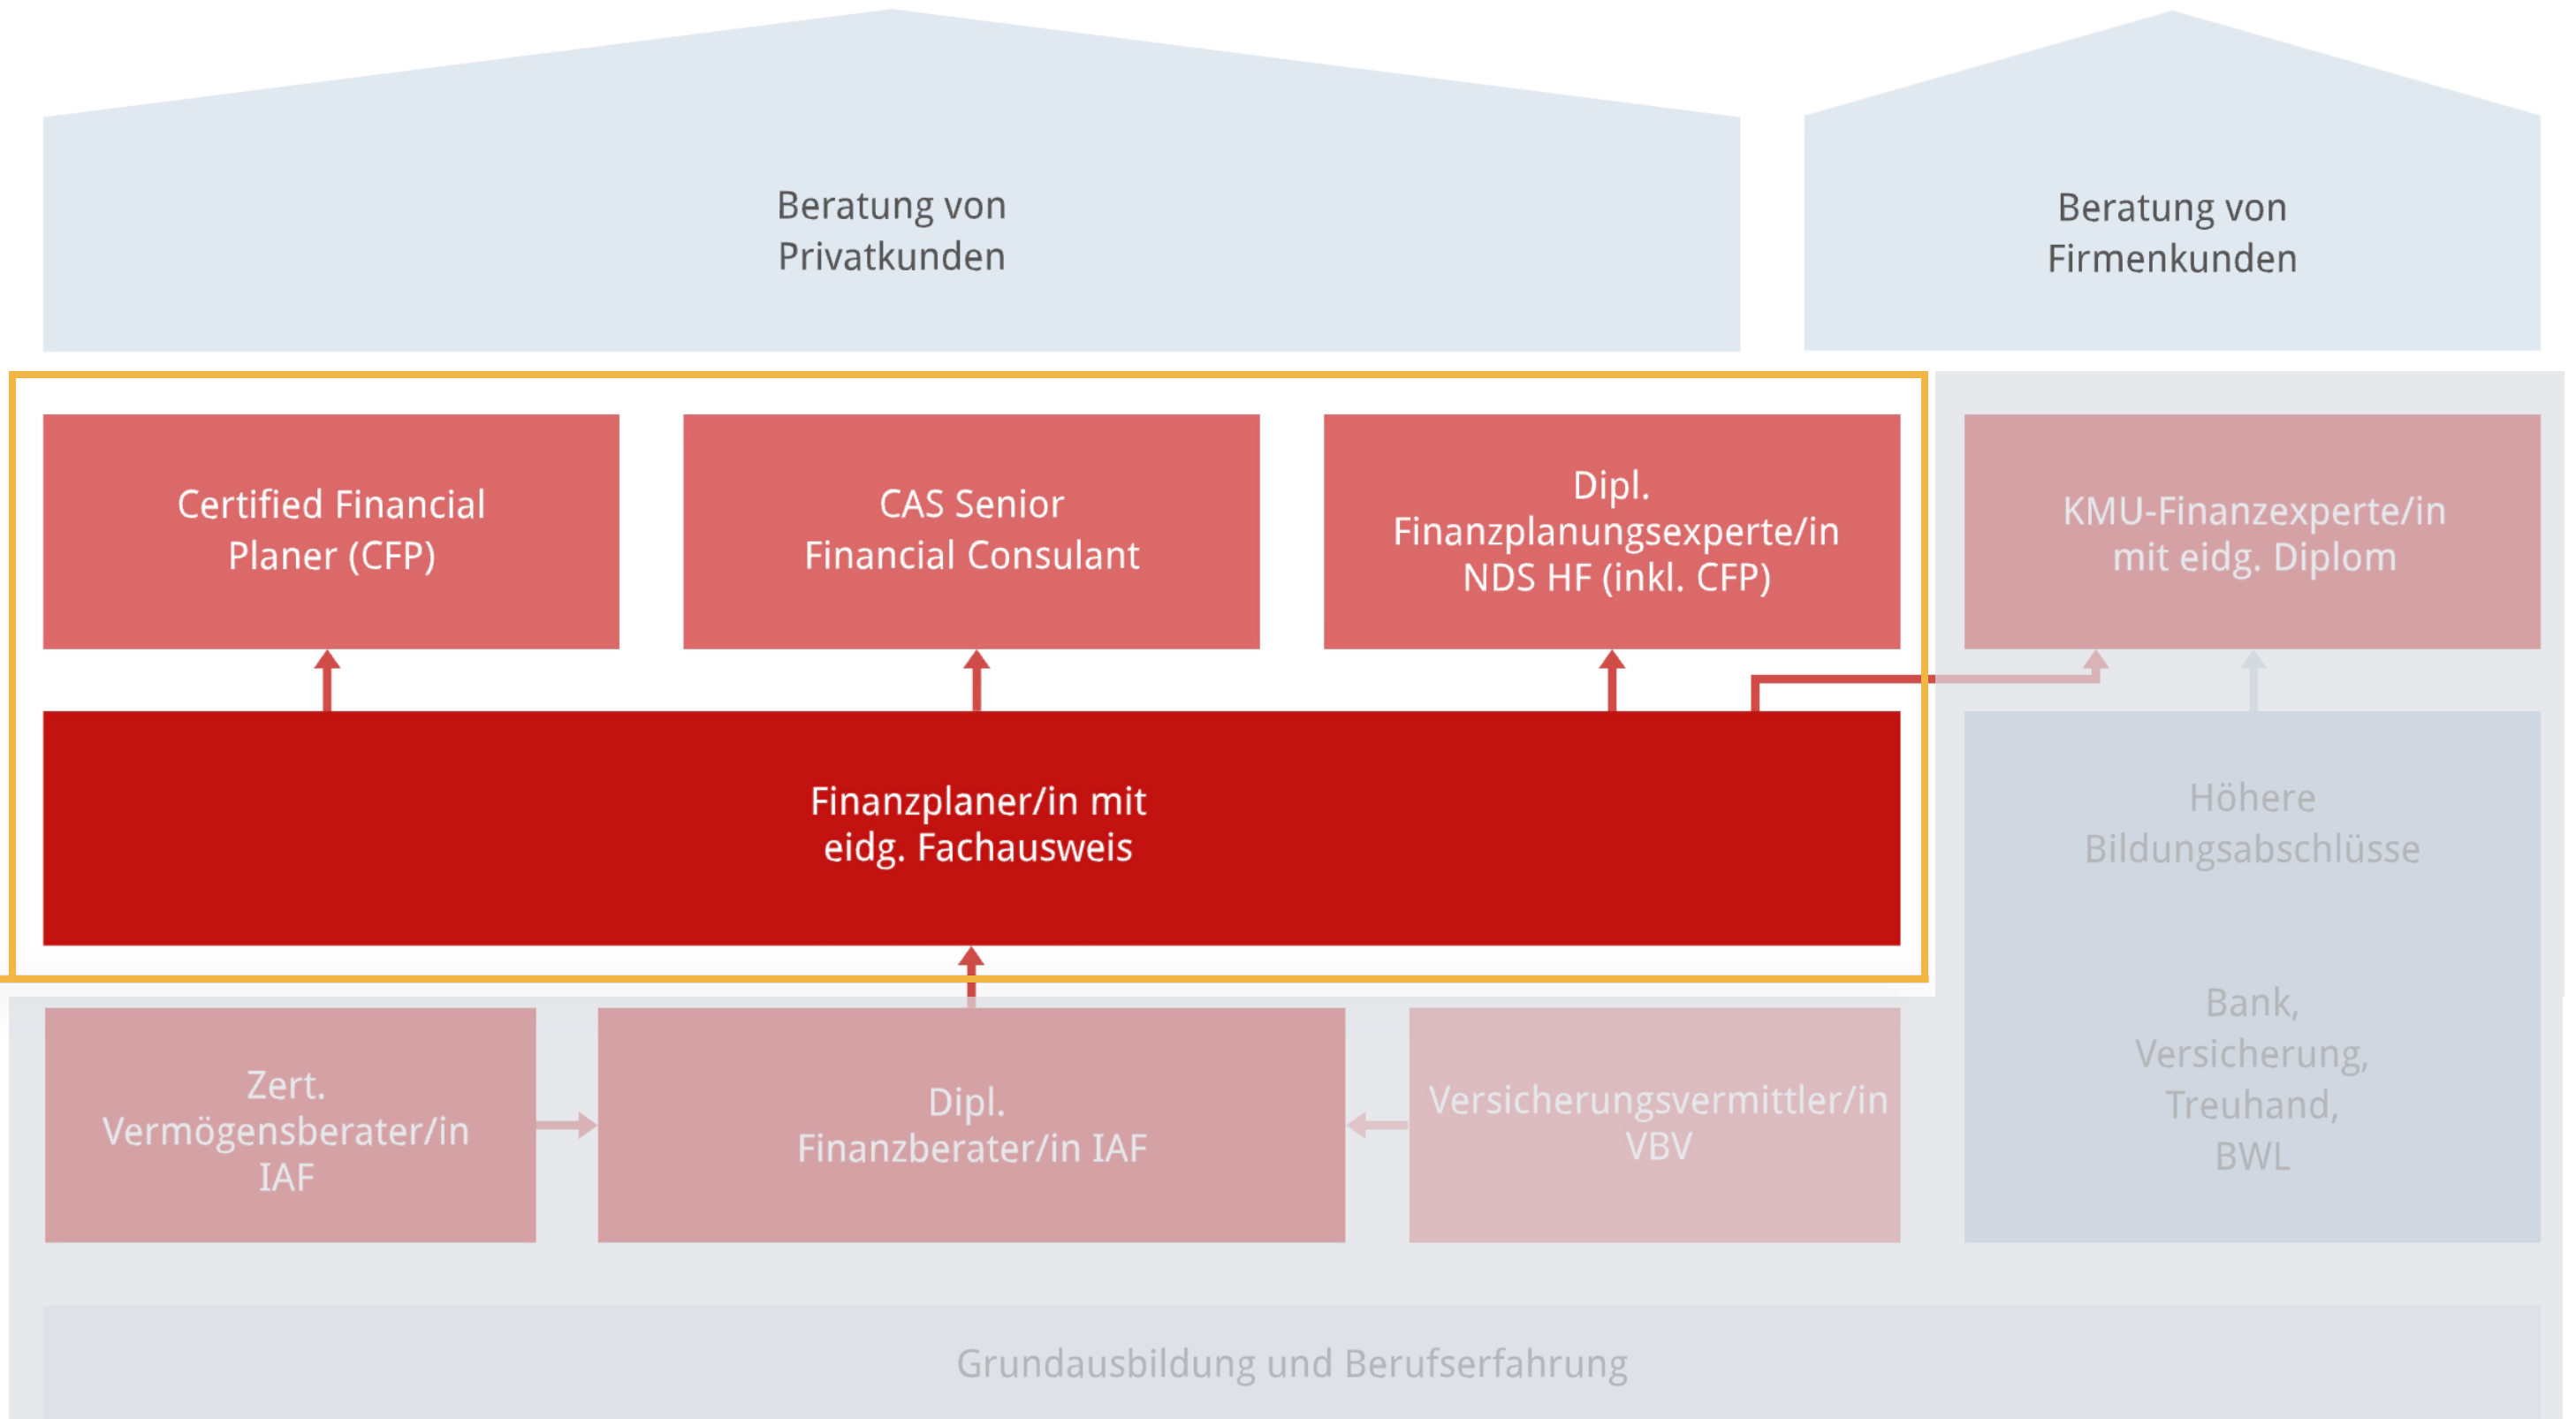 Beratung von
Privatkunden
Beratung von
Firmenkunden
Certified Financial
Planer (CFP)
CAS Senior
Financial Consulant
Dipl.
Finanzplanungsexperte/in
NDS HF (inkl. CFP)
KMU-Finanzexperte/in
mit eidg. Diplom
Finanzplaner/in mit
eidg. Fachausweis
Höhere
Bildungsabschlüsse
Bank,
Versicherung,
Treuhand,
BWL
Zert.
Vermögensberater/in
IAF
Dipl.
Finanzberater/in IAF
Versicherungsvermittler/in
VBV
Grundausbildung und Berufserfahrung